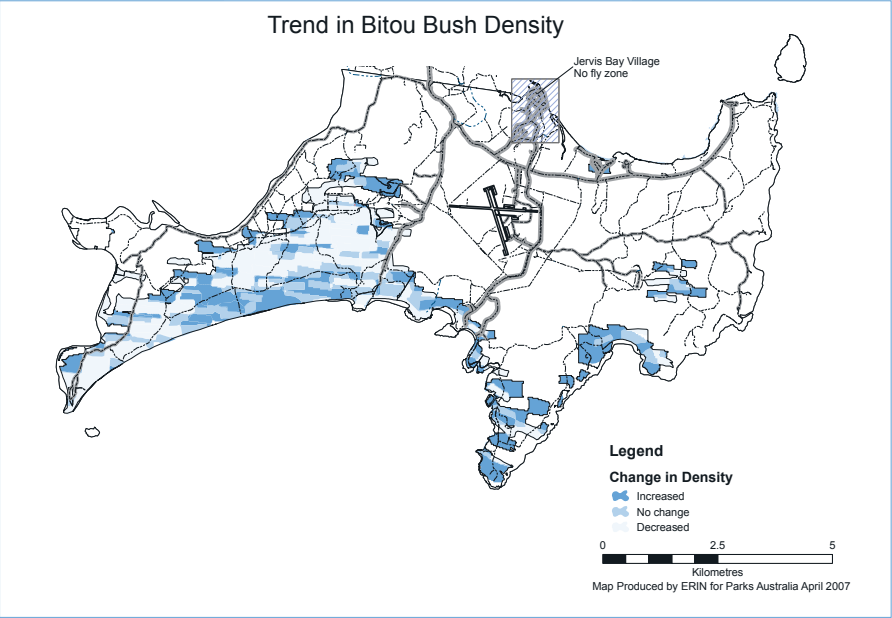 Trend in Bitou Bush Density
Jervis Bay Village
No fly zone
Legend
Change in Density
Increased
No change
Decreased
0 2.5 5
Kilometres
Map Produced by ERIN for Parks Australia April 2007